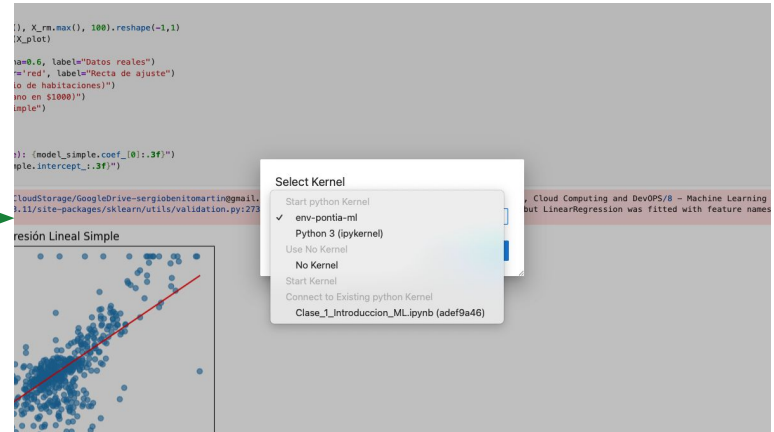 (), X_rm.max(), 100).reshape(-1,1)
(X_plot)
ha=0.6, label="Datos reales")
r='red', label="Recta de ajuste")
io de habitaciones)")
ano en $1000)")
imple")
e): {model_simple.coef_[0]:.3f}")
mple.intercept_:.3f}")
CloudStorage/GoogleDrive-sergiobenitomartin@gmail. , Cloud Computing and DevOPS/8 - Machine Learning
3.11/site-packages/sklearn/utils/validation.py:273 but LinearRegression was fitted with feature names
resión Lineal Simple
Select Kernel
Start python Kernel
✓ env-pontia-ml
Python 3 (ipykernel)
Use No Kernel
No Kernel
Start Kernel
Connect to Existing python Kernel
Clase_1_Introduccion_ML.ipynb (adef9a46)